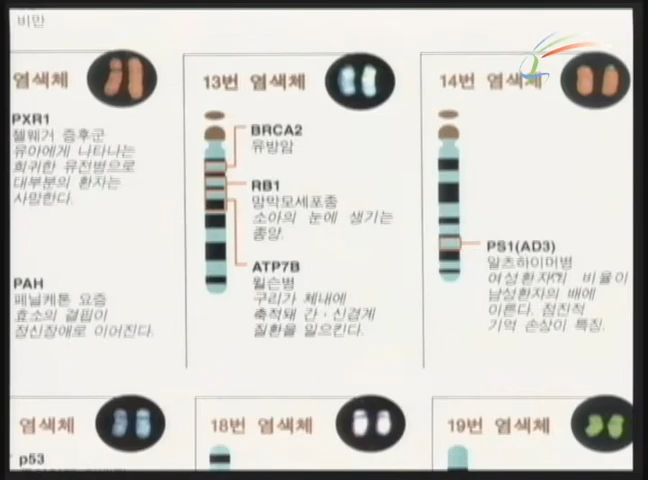 비만
염색체
PXR1
젤웨거 증후군
유아에게 나타나는
희귀한 유전병으로
대부분의 환자는
사망한다.
PAH
페닐케톤 요증
효소의 결핍이
정신장애로 이어진다.
13번 염색체
BRCA2
유방암
RB1
망막모세포종
소아의 눈에 생기는
종양.
ATP7B
윌슨병
구리가 체내에
축적돼 간·신경계
질환을 일으킨다.
14번 염색체
PS1(AD3)
알츠하이머병
여성환자의 비율이
남성환자의 배에
이른다. 점진적
기억 손상이 특징.
염색체
p53
18번 염색체
19번 염색체